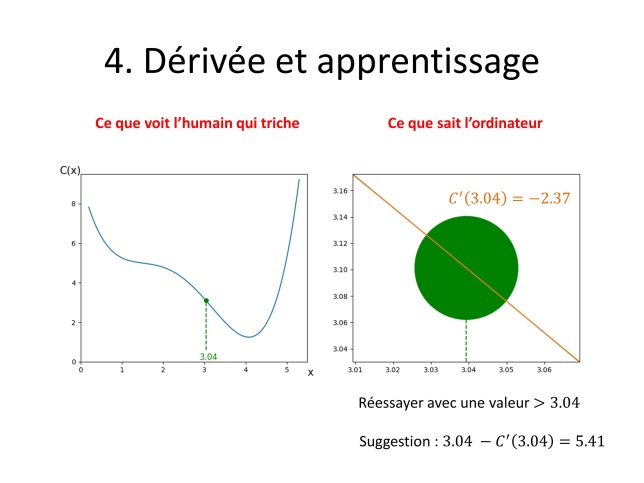 4. Dérivée et apprentissage
Ce que voit l'humain qui triche
Ce que sait l'ordinateur
C(x)
8
6
4
2
0
3.04
0 1 2 3 4 5
x
3.16
3.14
3.12
3.10
3.08
3.06
3.04
C′(3.04) = −2.37
3.01 3.02 3.03 3.04 3.05 3.06
Réessayer avec une valeur > 3.04
Suggestion : 3.04 − C′(3.04) = 5.41